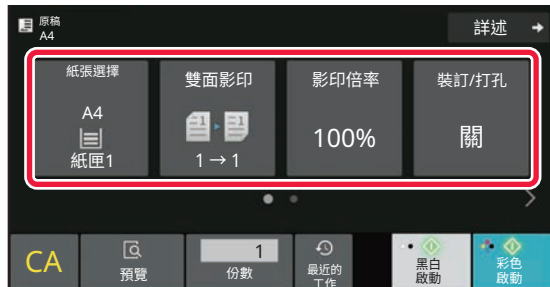 原稿
A4
詳述
紙張選擇
A4
紙匣1
雙面影印
1→1
影印倍率
100%
裝訂/打孔
關
CA
預覽
1
份數
最近的
工作
黑白
啟動
彩色
啟動